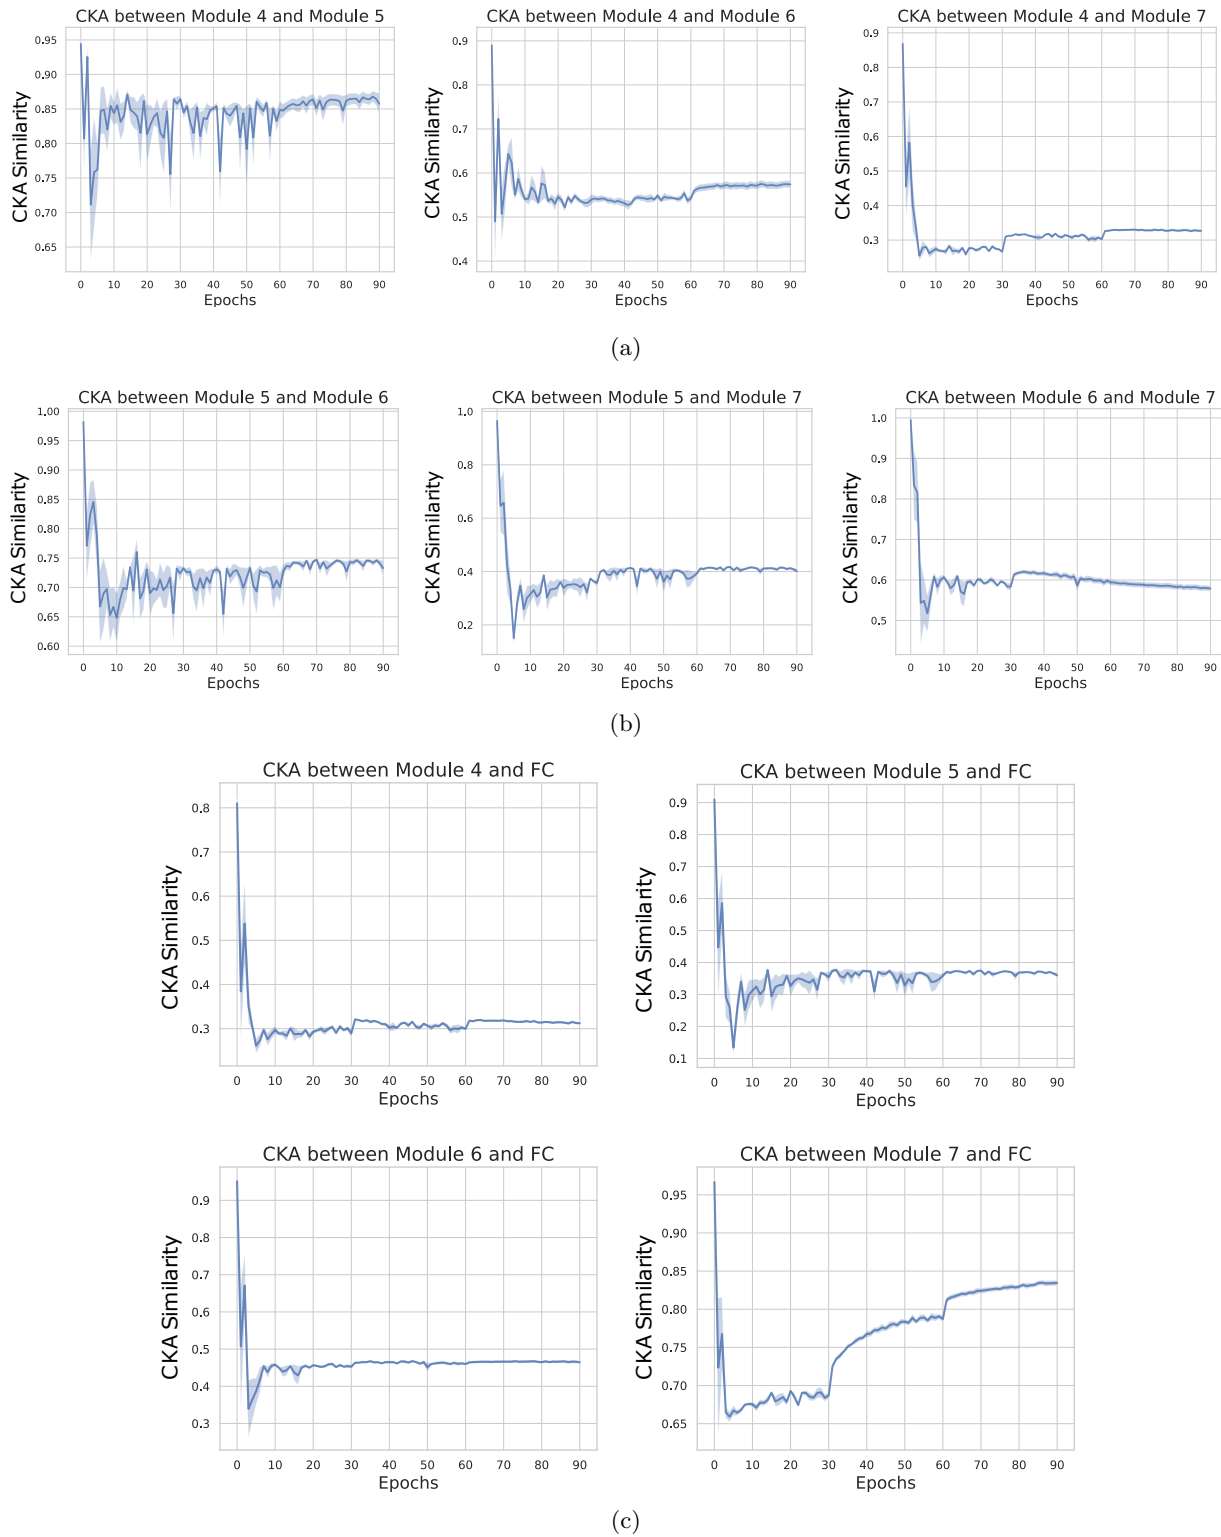 CKA between Module 4 and Module 5
CKA between Module 4 and Module 6
CKA between Module 4 and Module 7
CKA Similarity
0.95
0.90
0.85
0.80
0.75
0.70
0.65
0 10 20 30 40 50 60 70 80 90
Epochs
CKA Similarity
0.9
0.8
0.7
0.6
0.5
0.4
0 10 20 30 40 50 60 70 80 90
Epochs
CKA Similarity
0.9
0.8
0.7
0.6
0.5
0.4
0.3
0 10 20 30 40 50 60 70 80 90
Epochs
(a)
CKA between Module 5 and Module 6
CKA between Module 5 and Module 7
CKA between Module 6 and Module 7
CKA Similarity
1.00
0.95
0.90
0.85
0.80
0.75
0.70
0.65
0.60
0 10 20 30 40 50 60 70 80 90
Epochs
CKA Similarity
1.0
0.8
0.6
0.4
0.2
0 10 20 30 40 50 60 70 80 90
Epochs
CKA Similarity
1.0
0.9
0.8
0.7
0.6
0.5
0 10 20 30 40 50 60 70 80 90
Epochs
(b)
CKA between Module 4 and FC
CKA between Module 5 and FC
CKA Similarity
0.8
0.7
0.6
0.5
0.4
0.3
0 10 20 30 40 50 60 70 80 90
Epochs
CKA Similarity
0.9
0.8
0.7
0.6
0.5
0.4
0.3
0.2
0.1
0 10 20 30 40 50 60 70 80 90
Epochs
CKA between Module 6 and FC
CKA between Module 7 and FC
CKA Similarity
0.9
0.8
0.7
0.6
0.5
0.4
0.3
0 10 20 30 40 50 60 70 80 90
Epochs
CKA Similarity
0.95
0.90
0.85
0.80
0.75
0.70
0.65
0 10 20 30 40 50 60 70 80 90
Epochs
(c)